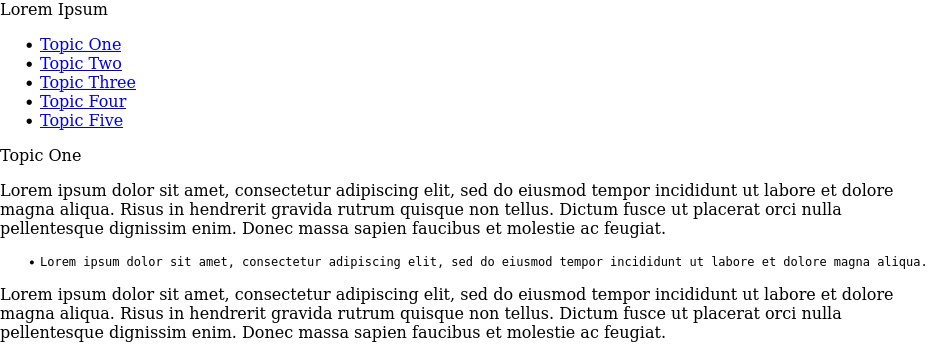 Lorem Ipsum
Topic One
Topic Two
Topic Three
Topic Four
Topic Five
Topic One
Lorem ipsum dolor sit amet, consectetur adipiscing elit, sed do eiusmod tempor incididunt ut labore et dolore
magna aliqua. Risus in hendrerit gravida rutrum quisque non tellus. Dictum fusce ut placerat orci nulla
pellentesque dignissim enim. Donec massa sapien faucibus et molestie ac feugiat.
Lorem ipsum dolor sit amet, consectetur adipiscing elit, sed do eiusmod tempor incididunt ut labore et dolore magna aliqua.
Lorem ipsum dolor sit amet, consectetur adipiscing elit, sed do eiusmod tempor incididunt ut labore et dolore
magna aliqua. Risus in hendrerit gravida rutrum quisque non tellus. Dictum fusce ut placerat orci nulla
pellentesque dignissim enim. Donec massa sapien faucibus et molestie ac feugiat.